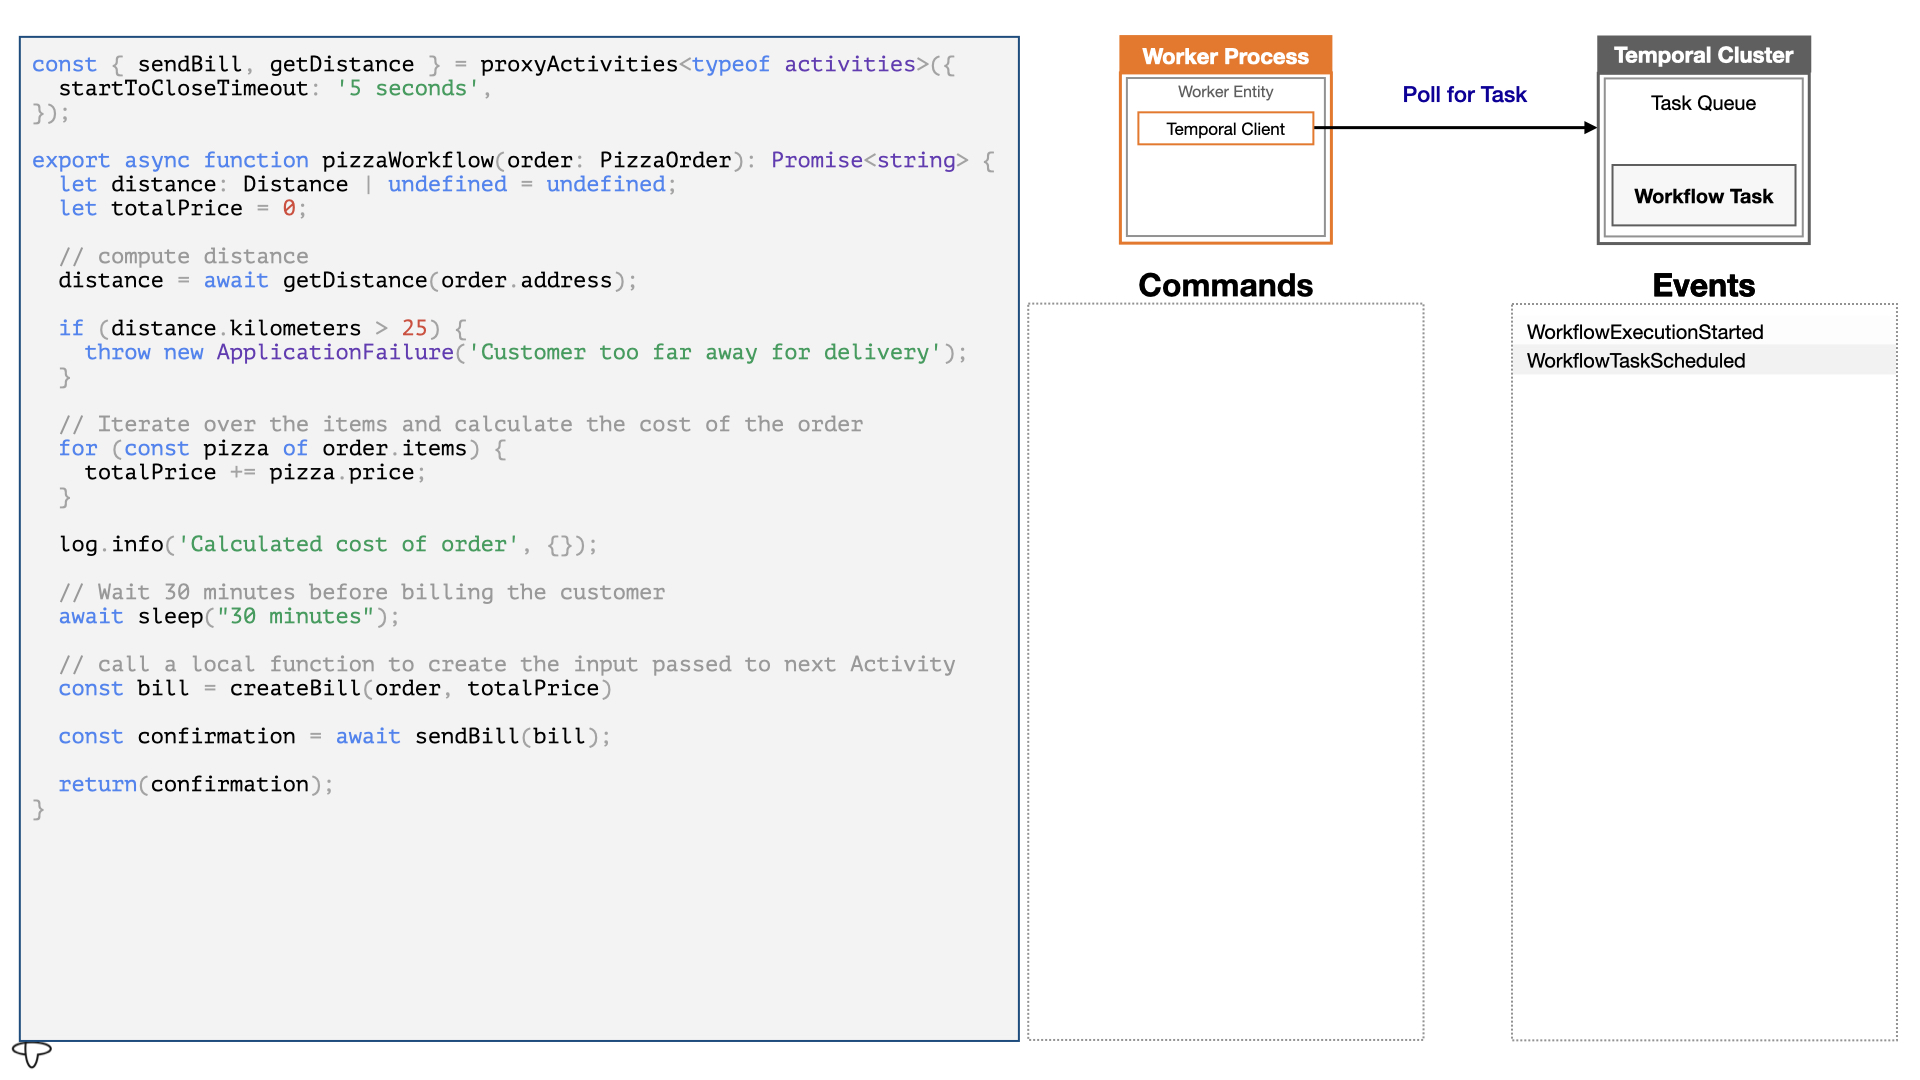 const { sendBill, getDistance } = proxyActivities<typeof activities>({
  startToCloseTimeout: '5 seconds',
});

export async function pizzaWorkflow(order: PizzaOrder): Promise<string> {
  let distance: Distance | undefined = undefined;
  let totalPrice = 0;

  // compute distance
  distance = await getDistance(order.address);

  if (distance.kilometers > 25) {
    throw new ApplicationFailure('Customer too far away for delivery');
  }

  // Iterate over the items and calculate the cost of the order
  for (const pizza of order.items) {
    totalPrice += pizza.price;
  }

  log.info('Calculated cost of order', {});

  // Wait 30 minutes before billing the customer
  await sleep("30 minutes");

  // call a local function to create the input passed to next Activity
  const bill = createBill(order, totalPrice)

  const confirmation = await sendBill(bill);

  return(confirmation);
}
Worker Process
Worker Entity
Temporal Client
Poll for Task
Temporal Cluster
Task Queue
Workflow Task
Commands
Events
WorkflowExecutionStarted
WorkflowTaskScheduled